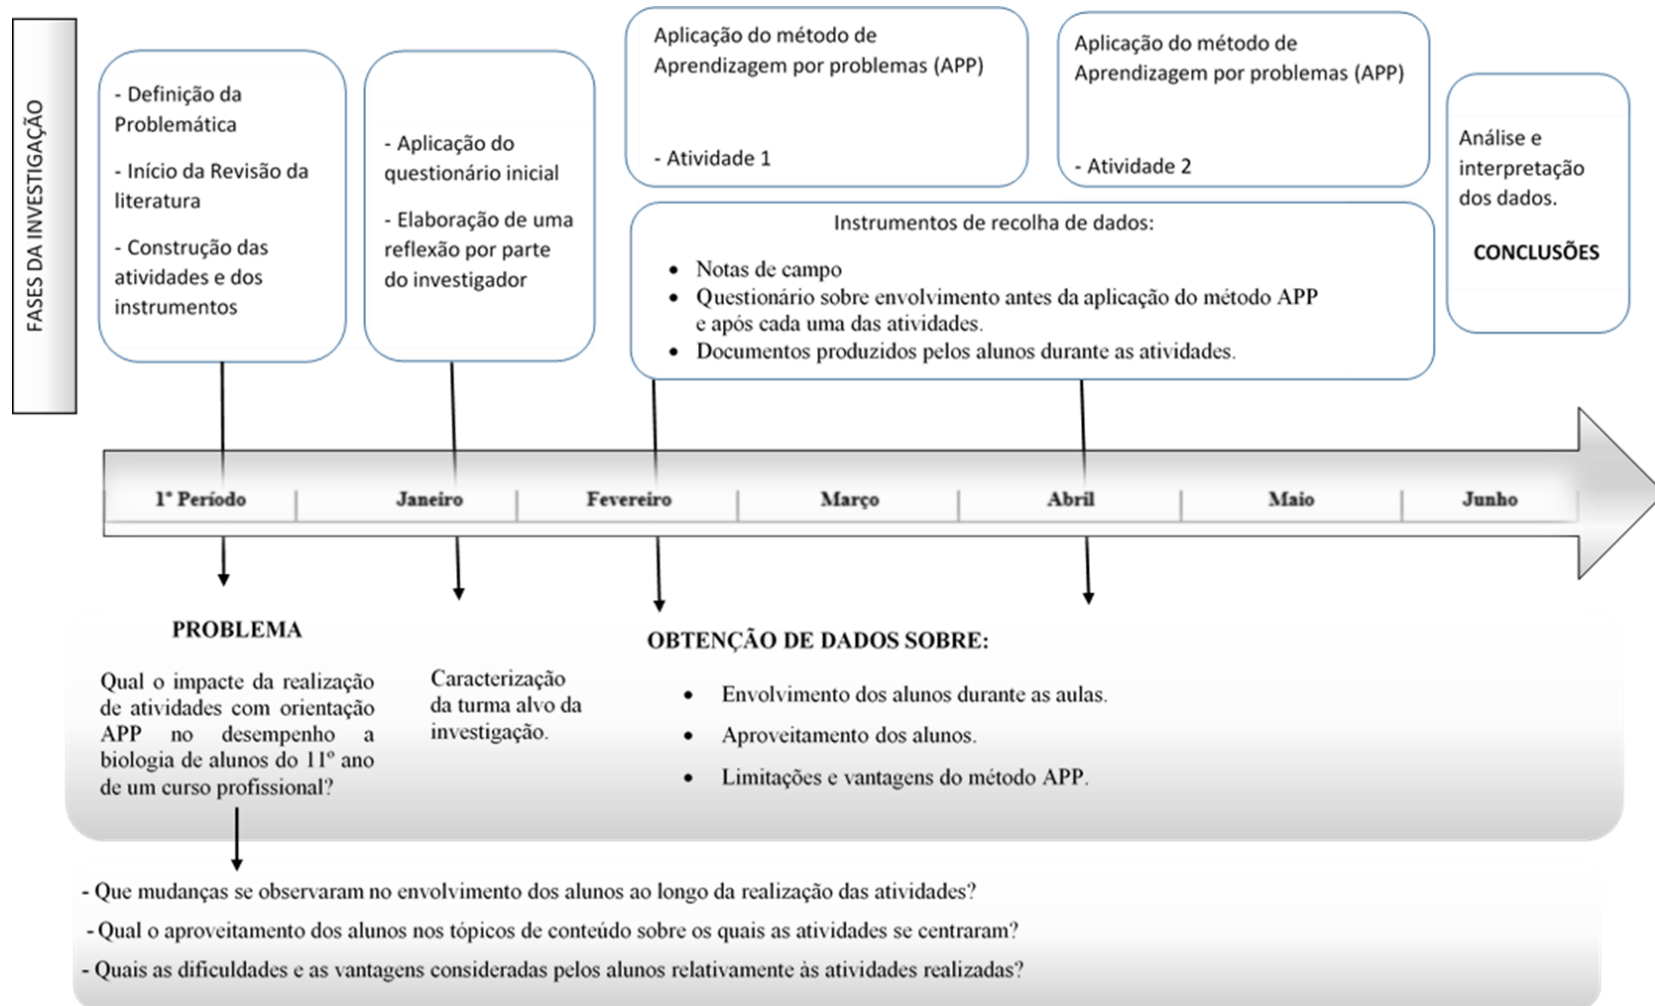 FASES DA INVESTIGAÇÃO
- Definição da
Problemática
- Início da Revisão da
literatura
- Construção das
atividades e dos
instrumentos
- Aplicação do
questionário inicial
- Elaboração de uma
reflexão por parte
do investigador
Aplicação do método de
Aprendizagem por problemas (APP)
- Atividade 1
Aplicação do método de
Aprendizagem por problemas (APP)
- Atividade 2
Instrumentos de recolha de dados:
• Notas de campo
• Questionário sobre envolvimento antes da aplicação do método APP
e após cada uma das atividades.
• Documentos produzidos pelos alunos durante as atividades.
Análise e
interpretação
dos dados.
CONCLUSÕES
1º Período | Janeiro | Fevereiro | Março | Abril | Maio | Junho
PROBLEMA
Qual o impacte da realização
de atividades com orientação
APP no desempenho a
biologia de alunos do 11º ano
de um curso profissional?
Caracterização
da turma alvo da
investigação.
OBTENÇÃO DE DADOS SOBRE:
• Envolvimento dos alunos durante as aulas.
• Aproveitamento dos alunos.
• Limitações e vantagens do método APP.
- Que mudanças se observaram no envolvimento dos alunos ao longo da realização das atividades?
- Qual o aproveitamento dos alunos nos tópicos de conteúdo sobre os quais as atividades se centraram?
- Quais as dificuldades e as vantagens consideradas pelos alunos relativamente às atividades realizadas?